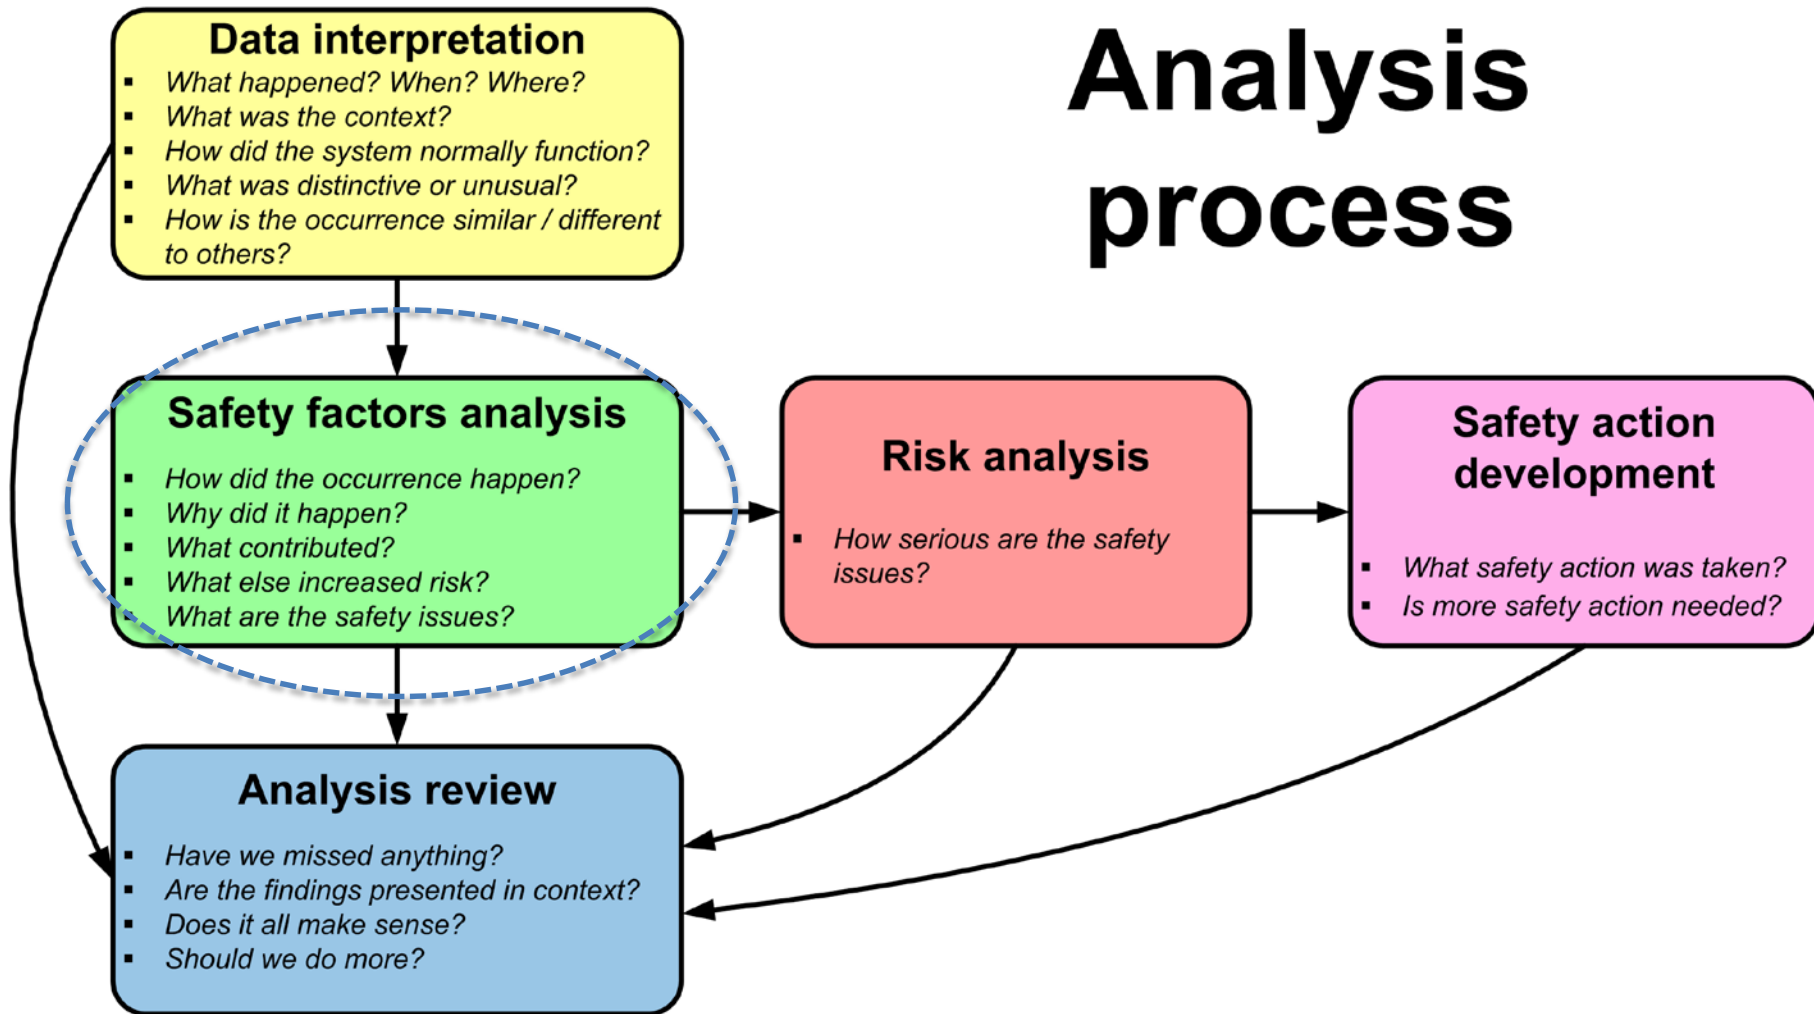 Analysis
process
Data interpretation
▪ What happened? When? Where?
▪ What was the context?
▪ How did the system normally function?
▪ What was distinctive or unusual?
▪ How is the occurrence similar / different
to others?
Safety factors analysis
▪ How did the occurrence happen?
▪ Why did it happen?
▪ What contributed?
▪ What else increased risk?
▪ What are the safety issues?
Risk analysis
▪ How serious are the safety
issues?
Safety action
development
▪ What safety action was taken?
▪ Is more safety action needed?
Analysis review
▪ Have we missed anything?
▪ Are the findings presented in context?
▪ Does it all make sense?
▪ Should we do more?